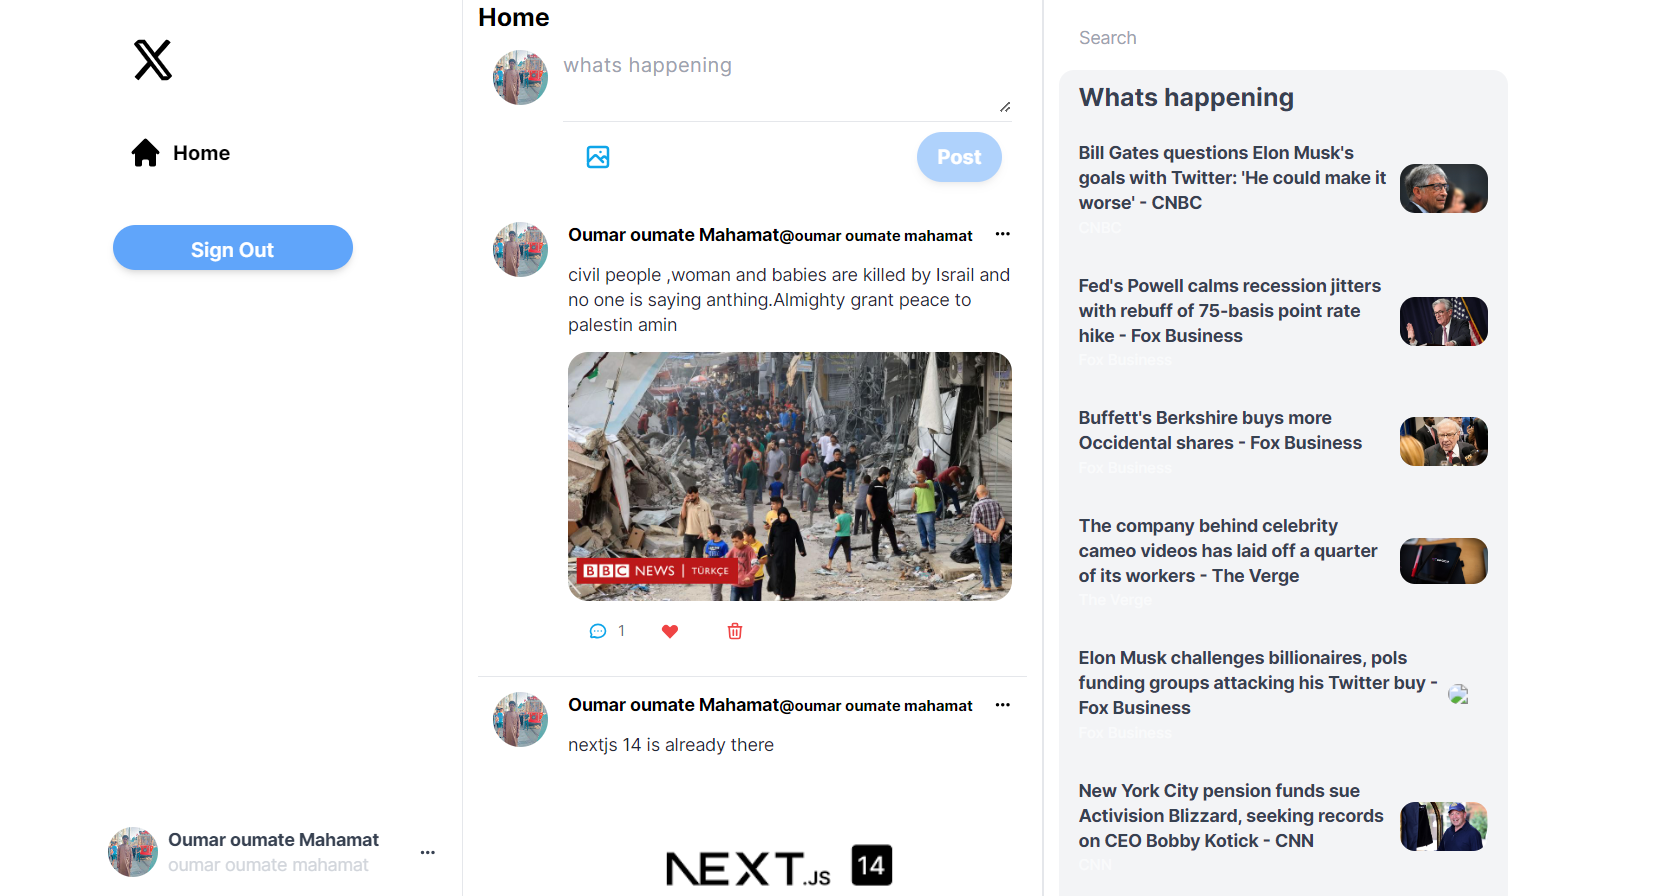 Home
Sign Out
Oumar oumate Mahamat
oumar oumate mahamat
Home
whats happening
Post
Oumar oumate Mahamat@oumar oumate mahamat
civil people ,woman and babies are killed by Israil and
no one is saying anthing.Almighty grant peace to
palestin amin
BBC NEWS | TÜRKÇE
1
Oumar oumate Mahamat@oumar oumate mahamat
nextjs 14 is already there
NEXT.JS 14
Search
Whats happening
Bill Gates questions Elon Musk's
goals with Twitter: 'He could make it
worse' - CNBC
CNBC
Fed's Powell calms recession jitters
with rebuff of 75-basis point rate
hike - Fox Business
Fox Business
Buffett's Berkshire buys more
Occidental shares - Fox Business
Fox Business
The company behind celebrity
cameo videos has laid off a quarter
of its workers - The Verge
The Verge
Elon Musk challenges billionaires, pols
funding groups attacking his Twitter buy -
Fox Business
Fox Business
New York City pension funds sue
Activision Blizzard, seeking records
on CEO Bobby Kotick - CNN
CNN